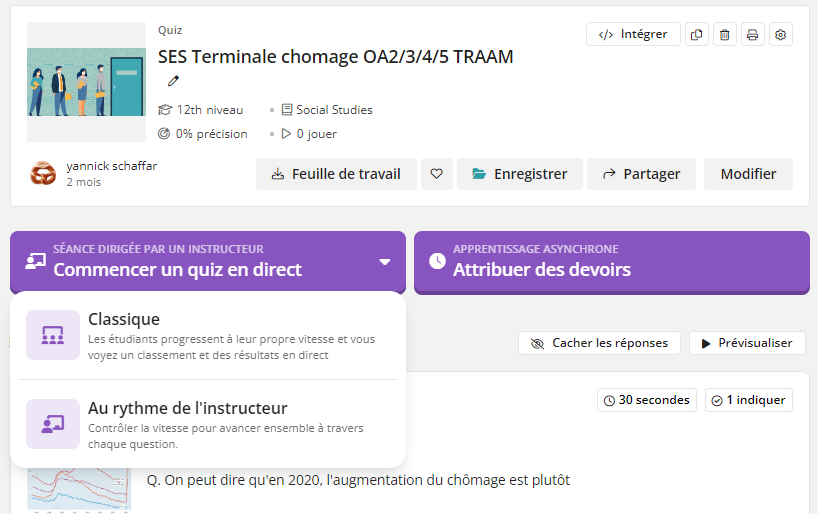 Quiz
Intégrer
SES Terminale chomage OA2/3/4/5 TRAAM
12th niveau
Social Studies
0% précision
0 jouer
yannick schaffar
2 mois
Feuille de travail
Enregistrer
Partager
Modifier
SÉANCE DIRIGÉE PAR UN INSTRUCTEUR
Commencer un quiz en direct
APPRENTISSAGE ASYNCHRONE
Attribuer des devoirs
Classique
Les étudiants progressent à leur propre vitesse et vous
voyez un classement et des résultats en direct
Cacher les réponses
Prévisualiser
Au rythme de l'instructeur
Contrôler la vitesse pour avancer ensemble à travers
chaque question.
30 secondes
1 indiquer
Q. On peut dire qu'en 2020, l'augmentation du chômage est plutôt